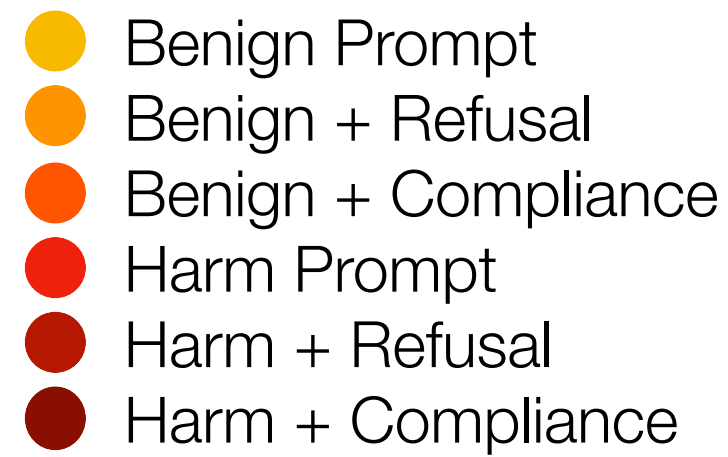 Benign Prompt
Benign + Refusal
Benign + Compliance
Harm Prompt
Harm + Refusal
Harm + Compliance